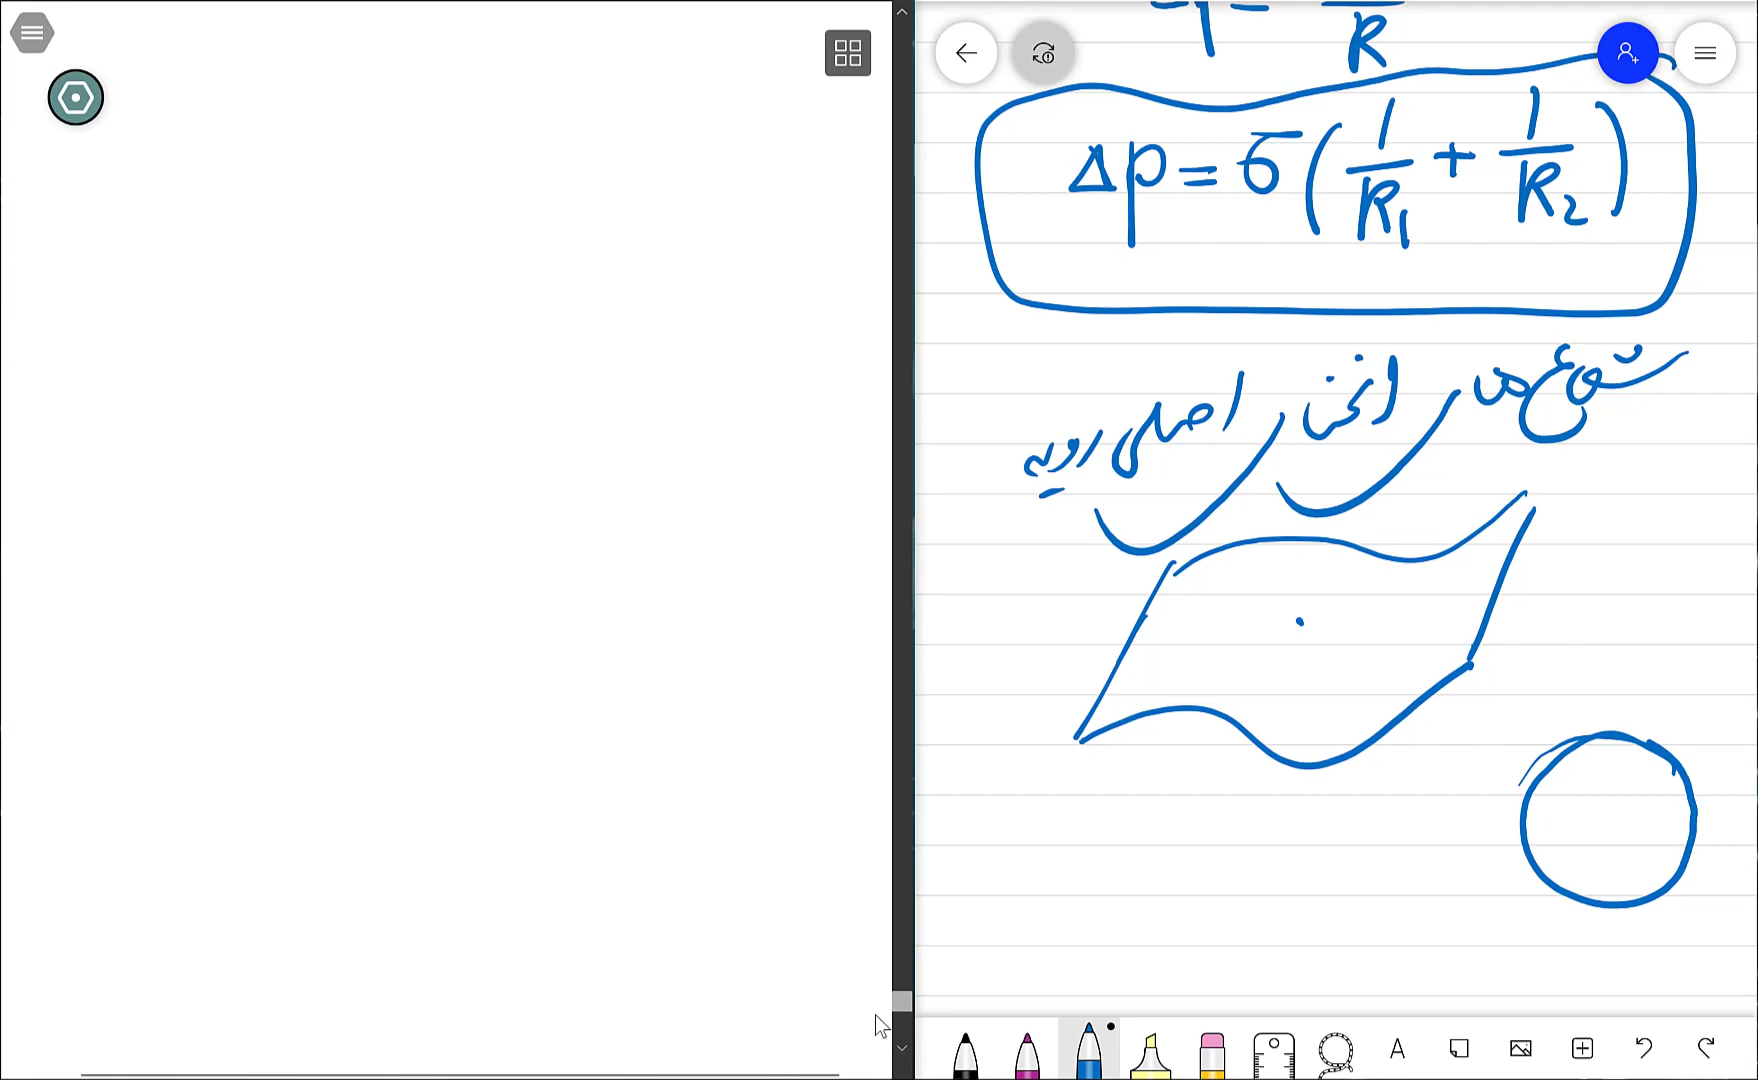 Δp = σ(1/R₁ + 1/R₂)
شعاع های انحنای اصلی رویه